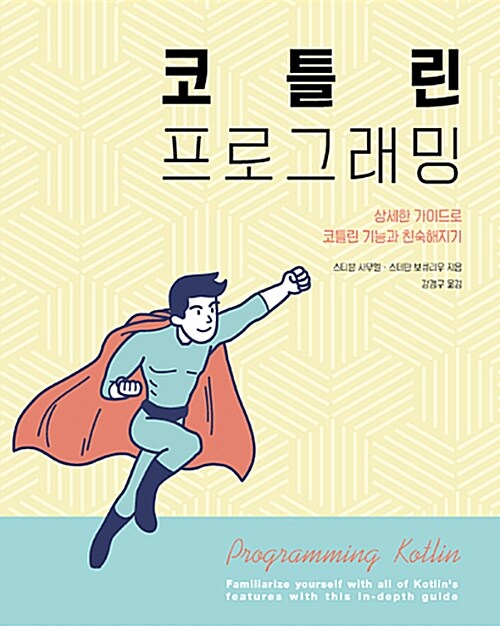 코틀린
프로그래밍
상세한 가이드로
코틀린 기능과 친숙해지기
스티븐 사무엘 · 스테판 보쿠티우 지음
강경구 옮김
Programming Kotlin
Familiarize yourself with all of Kotlin's
features with this in-depth guide